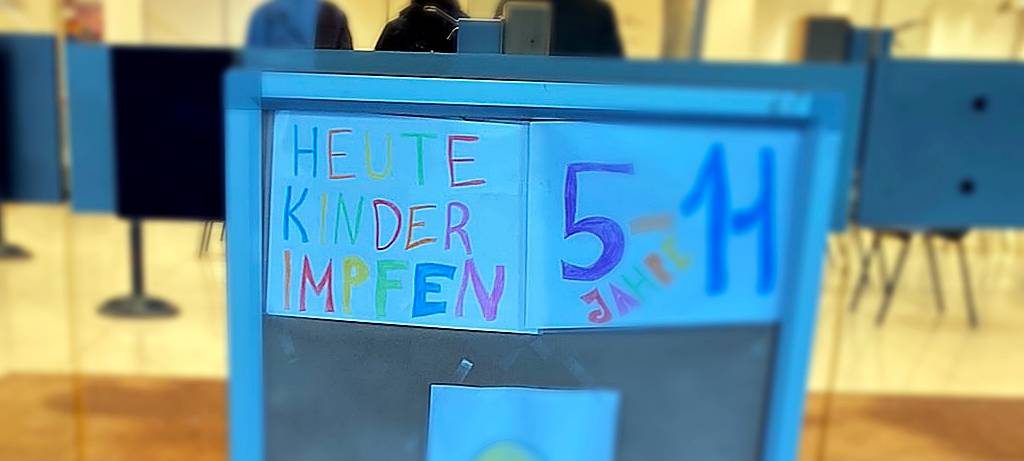 HEUTE
KINDER
IMPFEN
5-11
JAHRE